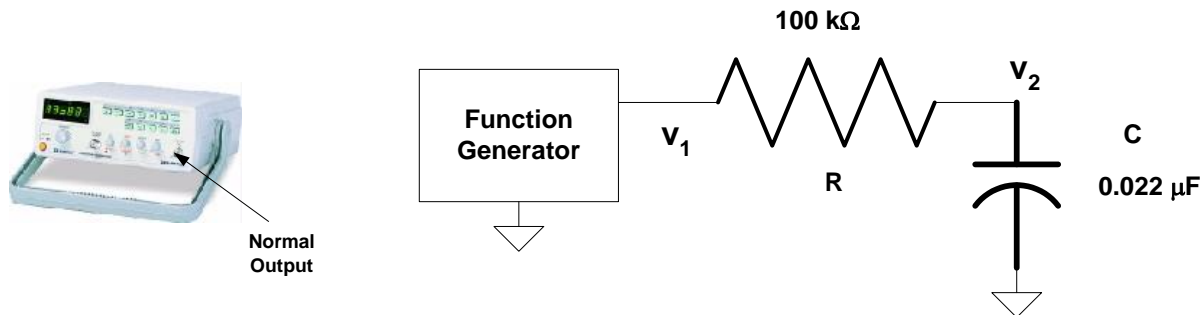 100 kΩ
Function
Generator
v₁
R
v₂
C
0.022 μF
Normal
Output